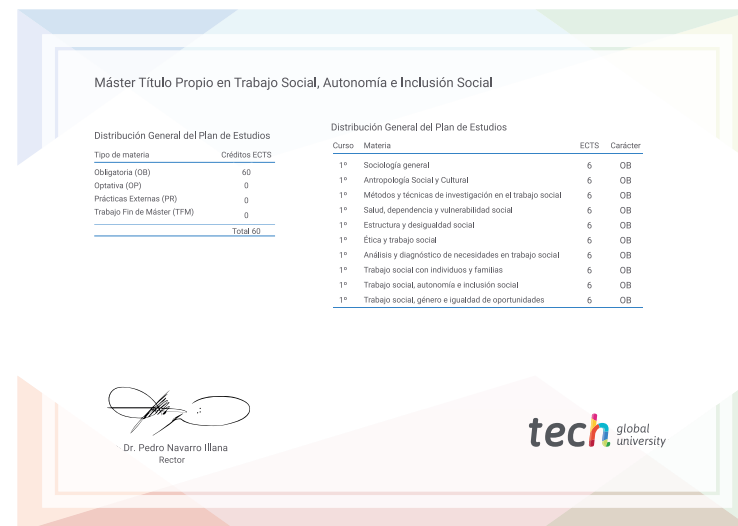 Máster Título Propio en Trabajo Social, Autonomía e Inclusión Social
Distribución General del Plan de Estudios
Tipo de materia Créditos ECTS
Obligatoria (OB) 60
Optativa (OP) 0
Prácticas Externas (PR) 0
Trabajo Fin de Máster (TFM) 0
Total 60
Distribución General del Plan de Estudios
Curso Materia ECTS Carácter
1º Sociología general 6 OB
1º Antropología Social y Cultural 6 OB
1º Métodos y técnicas de investigación en el trabajo social 6 OB
1º Salud, dependencia y vulnerabilidad social 6 OB
1º Estructura y desigualdad social 6 OB
1º Ética y trabajo social 6 OB
1º Análisis y diagnóstico de necesidades en trabajo social 6 OB
1º Trabajo social con individuos y familias 6 OB
1º Trabajo social, autonomía e inclusión social 6 OB
1º Trabajo social, género e igualdad de oportunidades 6 OB
Dr. Pedro Navarro Illana
Rector
tech global
university